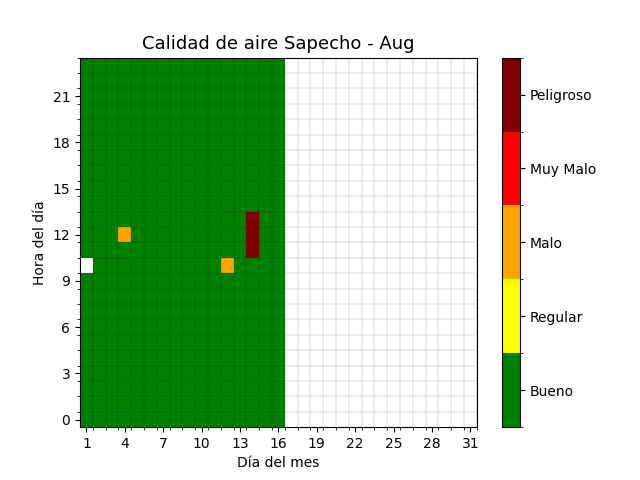 Calidad de aire Sapecho - Aug
21
18
15
12
9
6
3
0
Hora del día
1 4 7 10 13 16 19 22 25 28 31
Día del mes
Peligroso
Muy Malo
Malo
Regular
Bueno